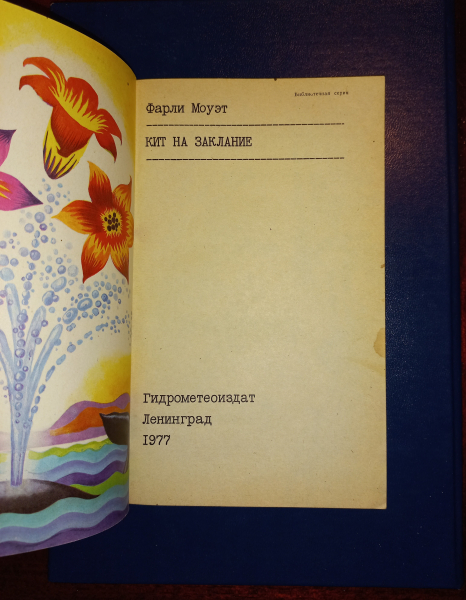 Библиотечная серия
Фарли Моуэт
КИТ НА ЗАКЛАНИЕ
Гидрометеоиздат
Ленинград
1977